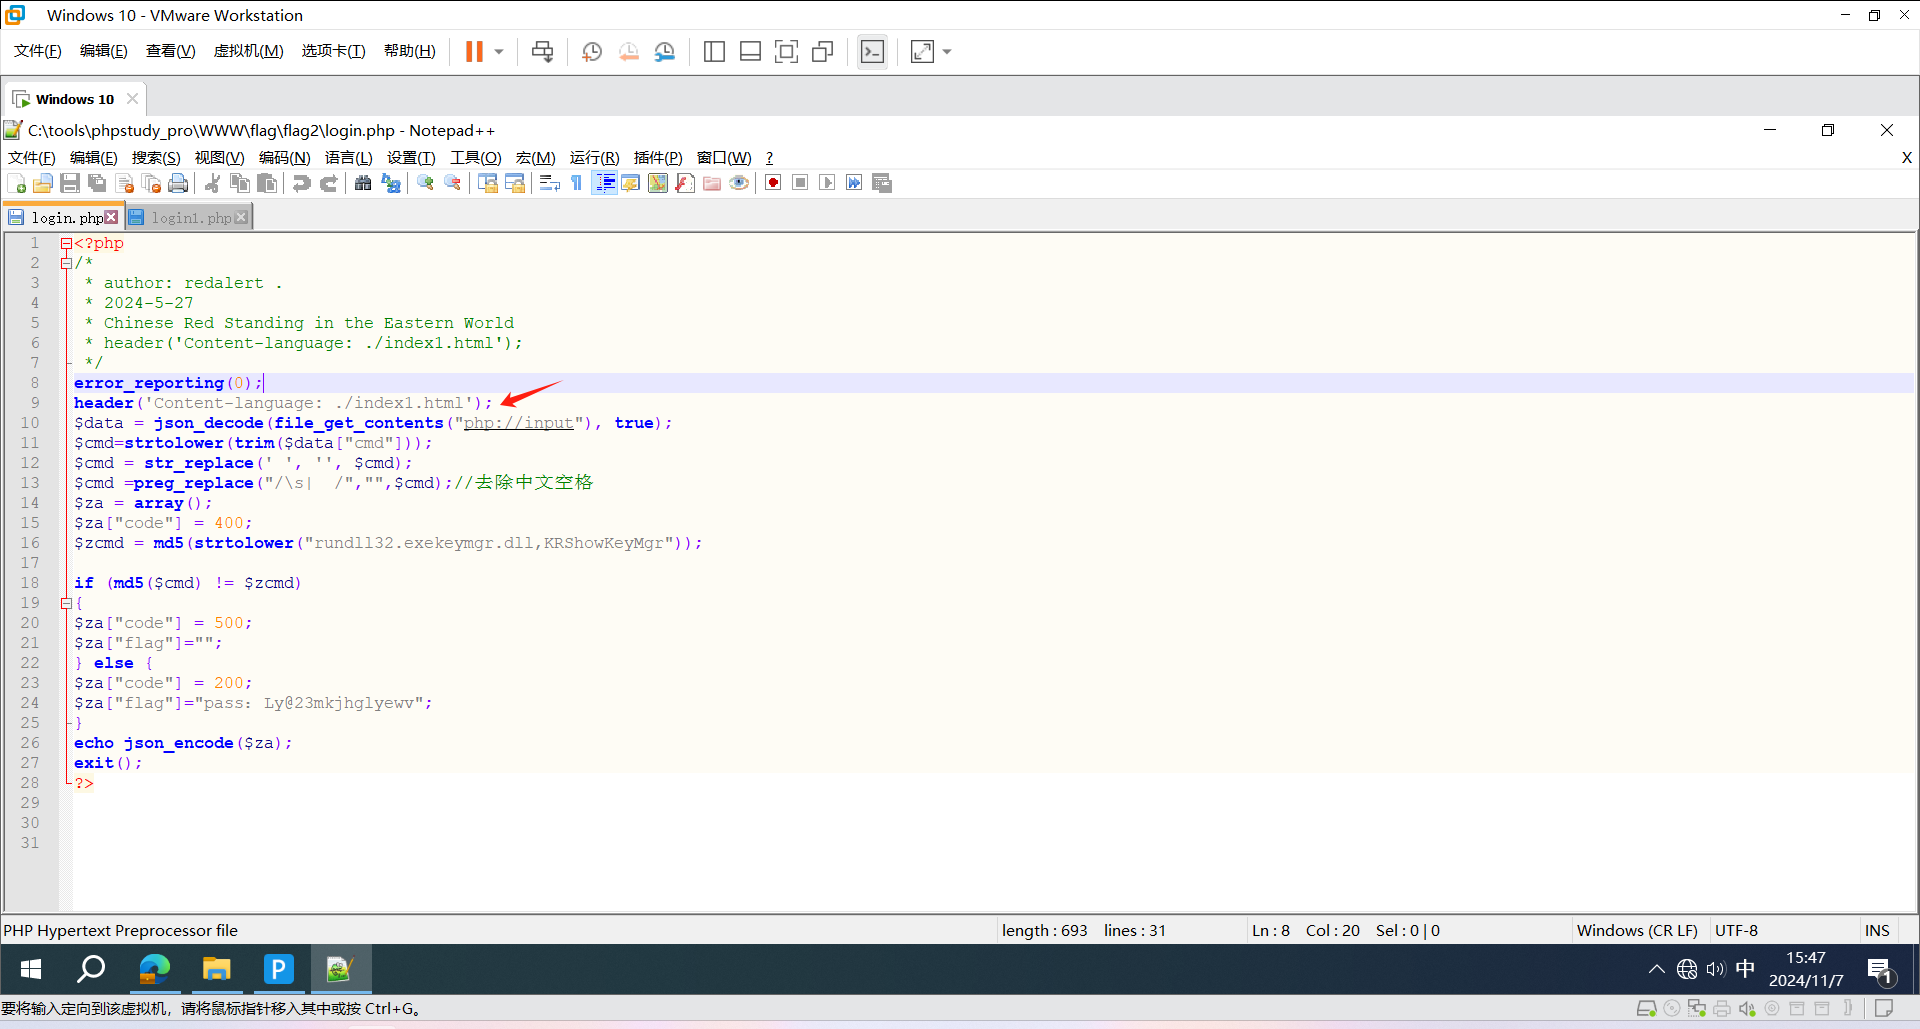 Windows 10 - VMware Workstation
文件(F) 编辑(E) 查看(V) 虚拟机(M) 选项卡(T) 帮助(H)
Windows 10
C:\tools\phpstudy_pro\WWW\flag\flag2\login.php - Notepad++
文件(F) 编辑(E) 搜索(S) 视图(V) 编码(N) 语言(L) 设置(T) 工具(O) 宏(M) 运行(R) 插件(P) 窗口(W) ? X
login.php login1.php
1 <?php
2 /*
3 * author: redalert .
4 * 2024-5-27
5 * Chinese Red Standing in the Eastern World
6 * header('Content-language: ./index1.html');
7 */
8 error_reporting(0);
9 header('Content-language: ./index1.html');
10 $data = json_decode(file_get_contents("php://input"), true);
11 $cmd=strtolower(trim($data["cmd"]));
12 $cmd = str_replace(' ', '', $cmd);
13 $cmd =preg_replace("/\s|　/","",$cmd);//去除中文空格
14 $za = array();
15 $za["code"] = 400;
16 $zcmd = md5(strtolower("rundll32.exekeymgr.dll,KRShowKeyMgr"));
17
18 if (md5($cmd) != $zcmd)
19 {
20 $za["code"] = 500;
21 $za["flag"]="";
22 } else {
23 $za["code"] = 200;
24 $za["flag"]="pass: Ly@23mkjhglyewv";
25 }
26 echo json_encode($za);
27 exit();
28 ?>
29
30
31
PHP Hypertext Preprocessor file length : 693 lines : 31 Ln : 8 Col : 20 Sel : 0 | 0 Windows (CR LF) UTF-8 INS
P 中 15:47 1
2024/11/7
要将输入定向到该虚拟机，请将鼠标指针移入其中或按 Ctrl+G。